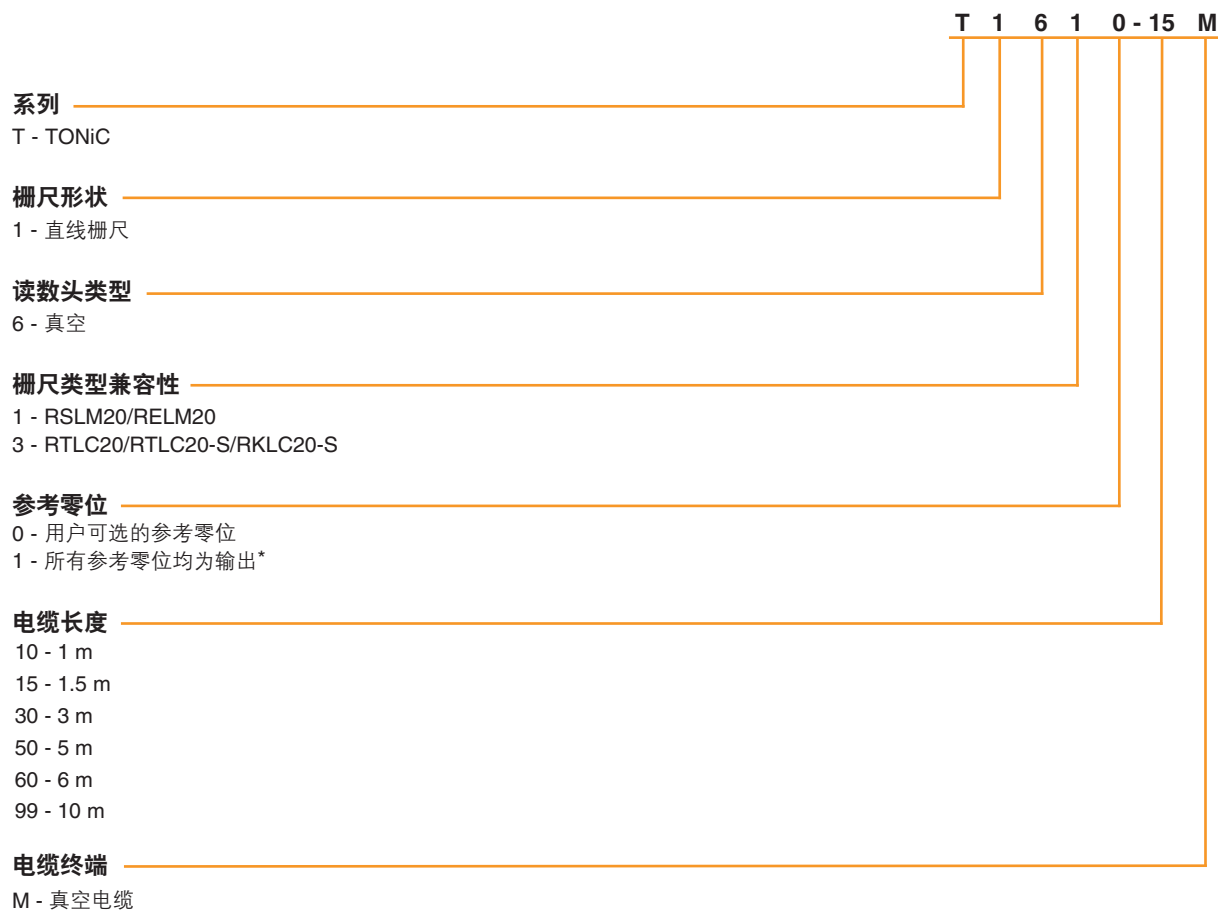 T 1 6 1 0 - 15 M
系列
T - TONiC
栅尺形状
1 - 直线栅尺
读数头类型
6 - 真空
栅尺类型兼容性
1 - RSLM20/RELM20
3 - RTLC20/RTLC20-S/RKLC20-S
参考零位
0 - 用户可选的参考零位
1 - 所有参考零位均为输出*
电缆长度
10 - 1 m
15 - 1.5 m
30 - 3 m
50 - 5 m
60 - 6 m
99 - 10 m
电缆终端
M - 真空电缆